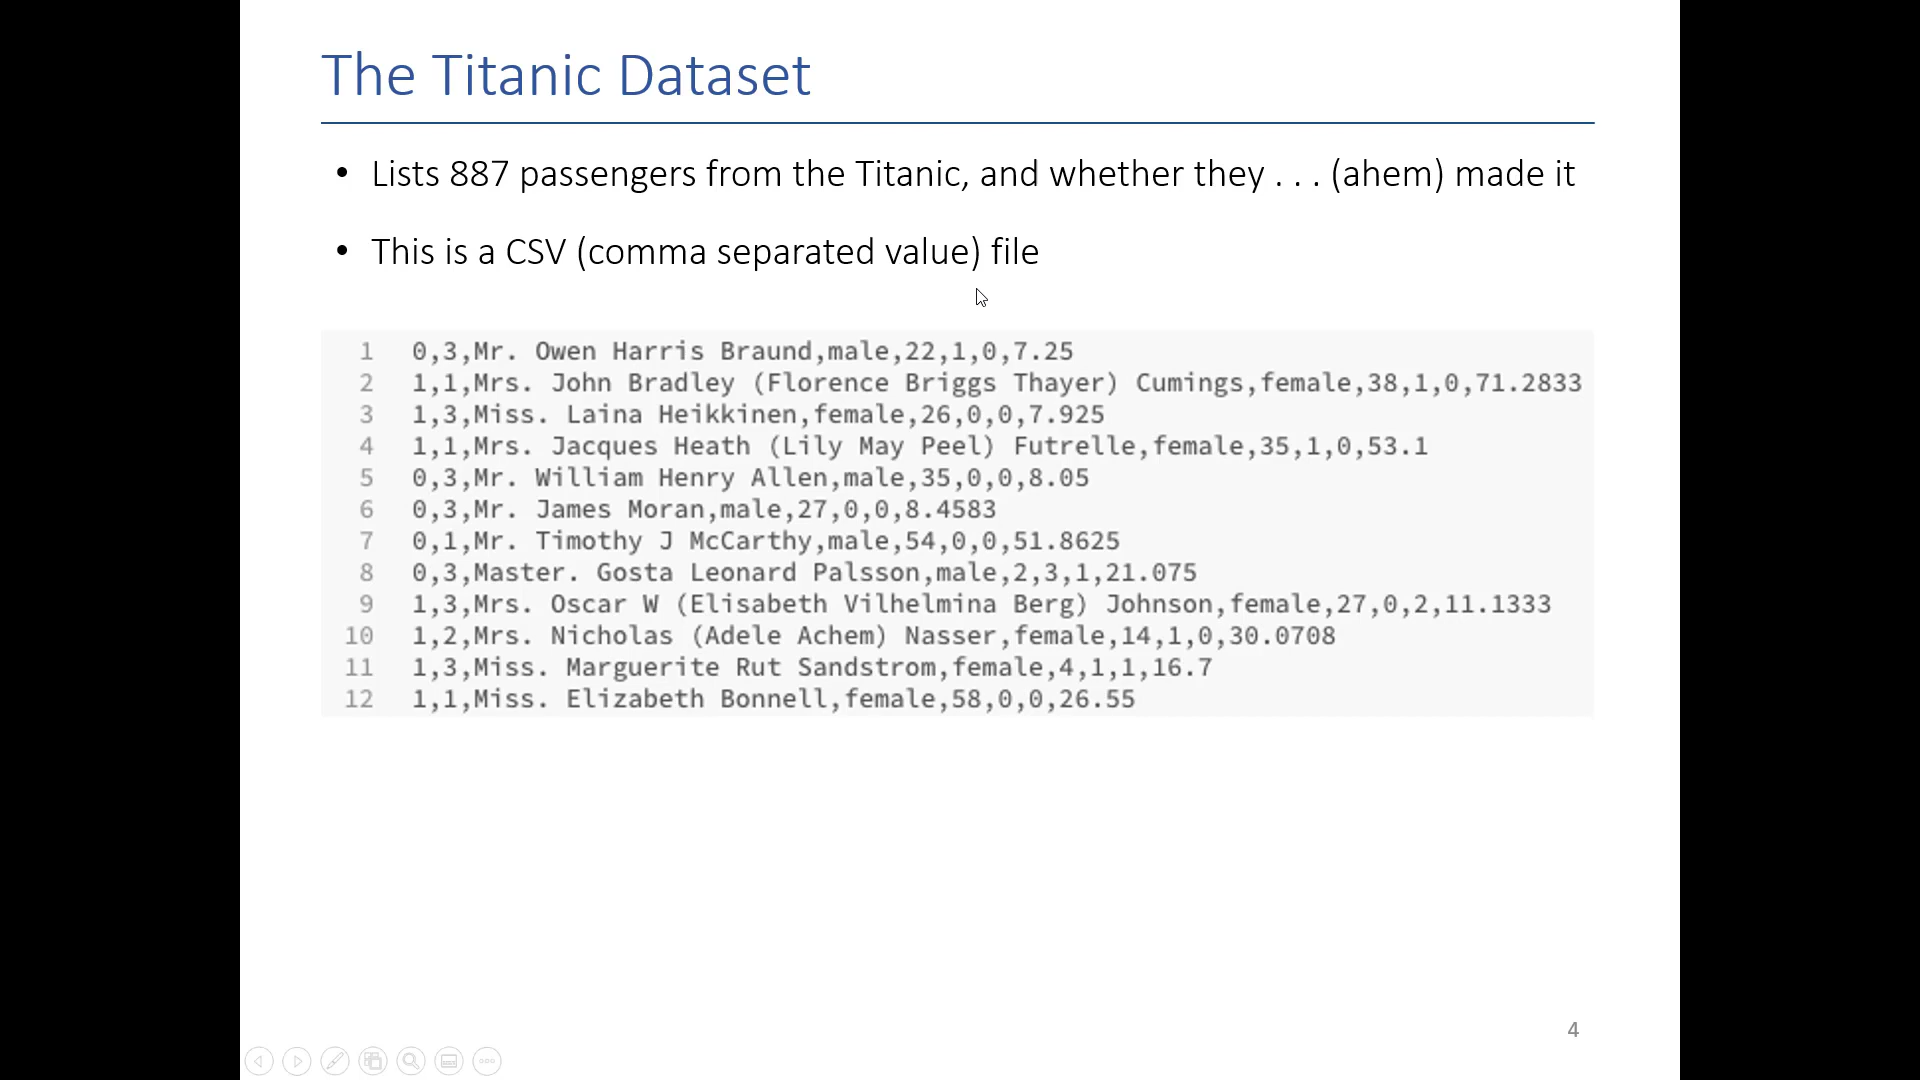 The Titanic Dataset
• Lists 887 passengers from the Titanic, and whether they . . . (ahem) made it
• This is a CSV (comma separated value) file
1 0,3,Mr. Owen Harris Braund,male,22,1,0,7.25
2 1,1,Mrs. John Bradley (Florence Briggs Thayer) Cumings,female,38,1,0,71.2833
3 1,3,Miss. Laina Heikkinen,female,26,0,0,7.925
4 1,1,Mrs. Jacques Heath (Lily May Peel) Futrelle,female,35,1,0,53.1
5 0,3,Mr. William Henry Allen,male,35,0,0,8.05
6 0,3,Mr. James Moran,male,27,0,0,8.4583
7 0,1,Mr. Timothy J McCarthy,male,54,0,0,51.8625
8 0,3,Master. Gosta Leonard Palsson,male,2,3,1,21.075
9 1,3,Mrs. Oscar W (Elisabeth Vilhelmina Berg) Johnson,female,27,0,2,11.1333
10 1,2,Mrs. Nicholas (Adele Achem) Nasser,female,14,1,0,30.0708
11 1,3,Miss. Marguerite Rut Sandstrom,female,4,1,1,16.7
12 1,1,Miss. Elizabeth Bonnell,female,58,0,0,26.55
4